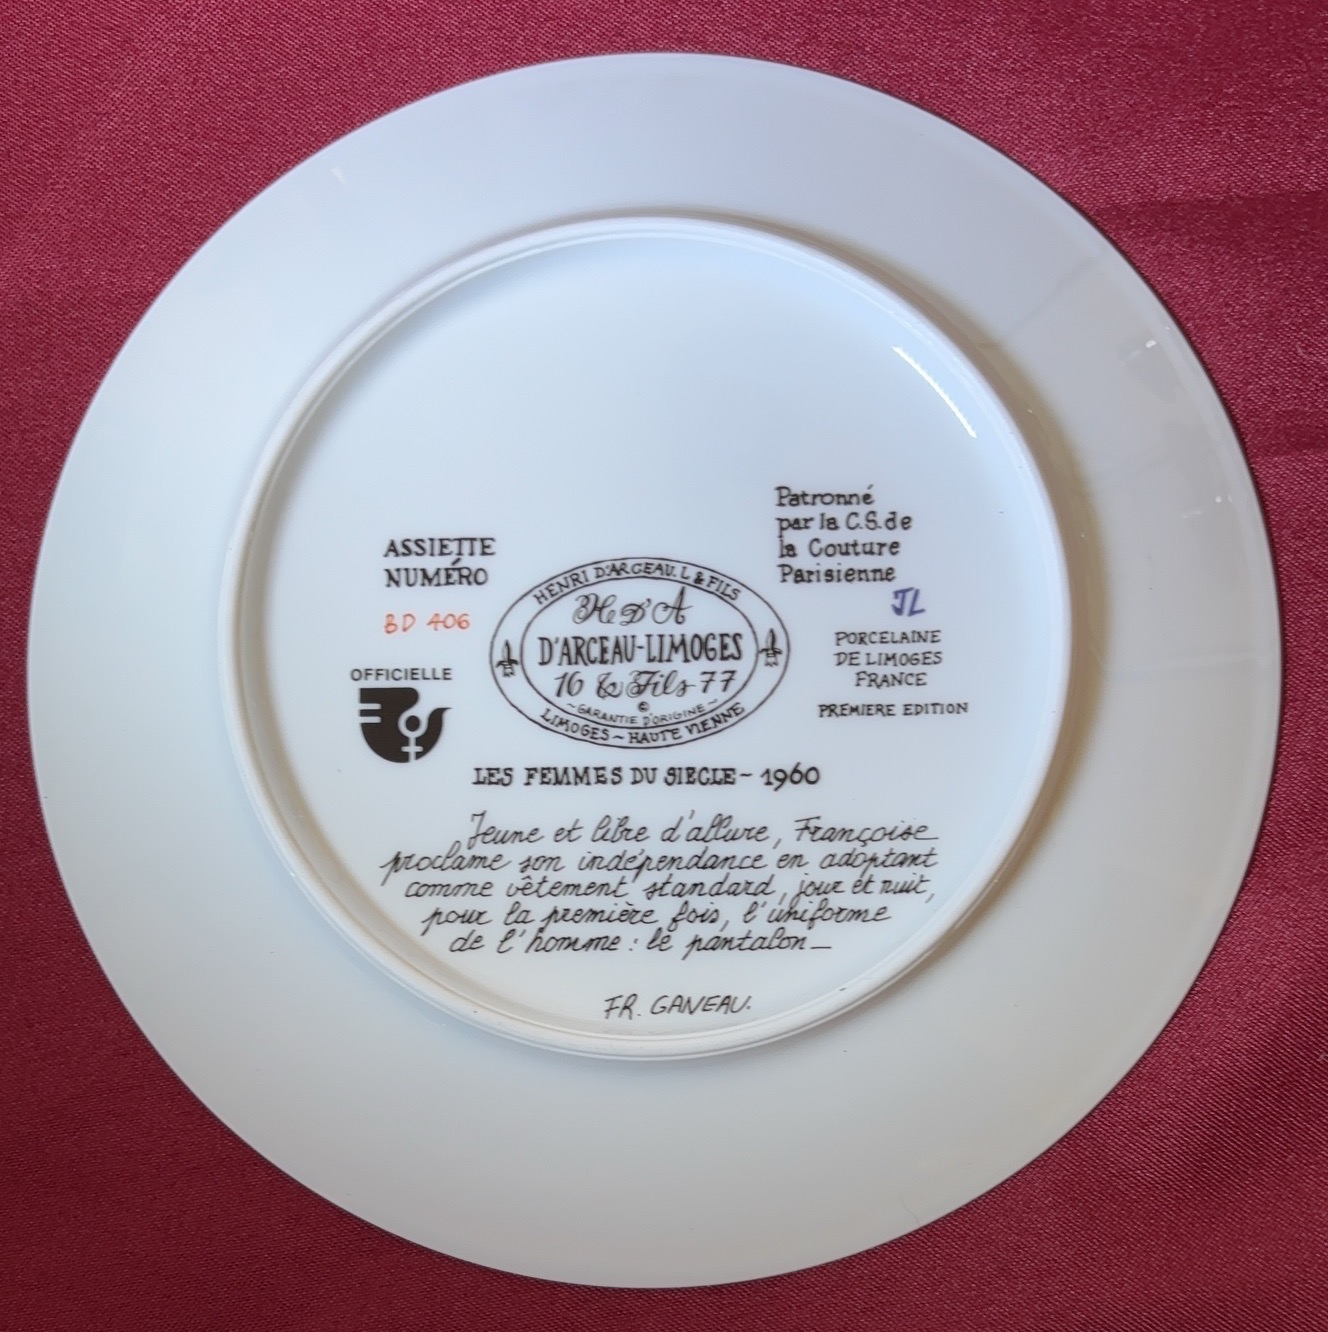 Patronné
par la C.S. de
la Couture
Parisienne
JL
ASSIETTE
NUMÉRO
BD 406
OFFICIELLE
HENRI D'ARCEAU. L & FILS
H D'A
D'ARCEAU-LIMOGES
16 & Fils 77
©
~GARANTIE D'ORIGINE~
LIMOGES ~ HAUTE VIENNE
PORCELAINE
DE LIMOGES
FRANCE
PREMIERE EDITION
LES FEMMES DU SIECLE - 1960
Jeune et libre d'allure, Françoise
proclame son indépendance en adoptant
comme vêtement standard, jour et nuit,
pour la première fois, l'uniforme
de l'homme : le pantalon_
FR. GANEAU.